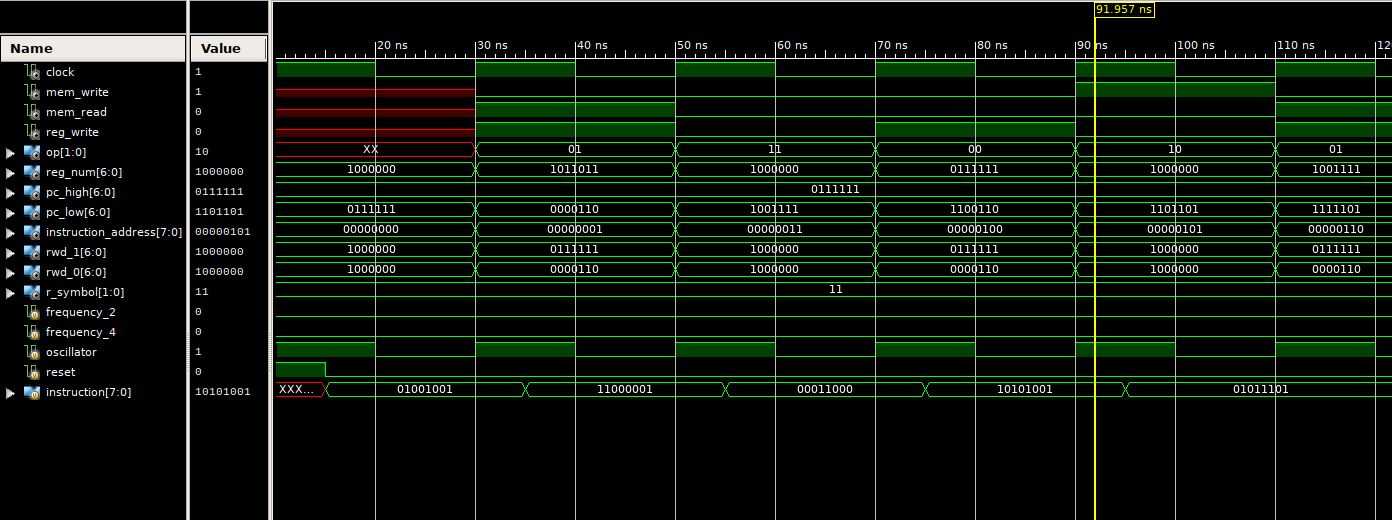 91.957 ns
Name Value 20 ns 30 ns 40 ns 50 ns 60 ns 70 ns 80 ns 90 ns 100 ns 110 ns 12
clock 1
mem_write 1
mem_read 0
reg_write 0
op[1:0] 10 XX 01 11 00 10 01
reg_num[6:0] 1000000 1000000 1011011 1000000 0111111 1000000 1001111
pc_high[6:0] 0111111 0111111
pc_low[6:0] 1101101 0111111 0000110 1001111 1100110 1101101 1111101
instruction_address[7:0] 00000101 00000000 00000001 00000011 00000100 00000101 00000110
rwd_1[6:0] 1000000 1000000 0111111 1000000 0111111 1000000 0111111
rwd_0[6:0] 1000000 1000000 0000110 1000000 0000110 1000000 0000110
r_symbol[1:0] 11 11
frequency_2 0
frequency_4 0
oscillator 1
reset 0
instruction[7:0] 10101001 XXX... 01001001 11000001 00011000 10101001 01011101